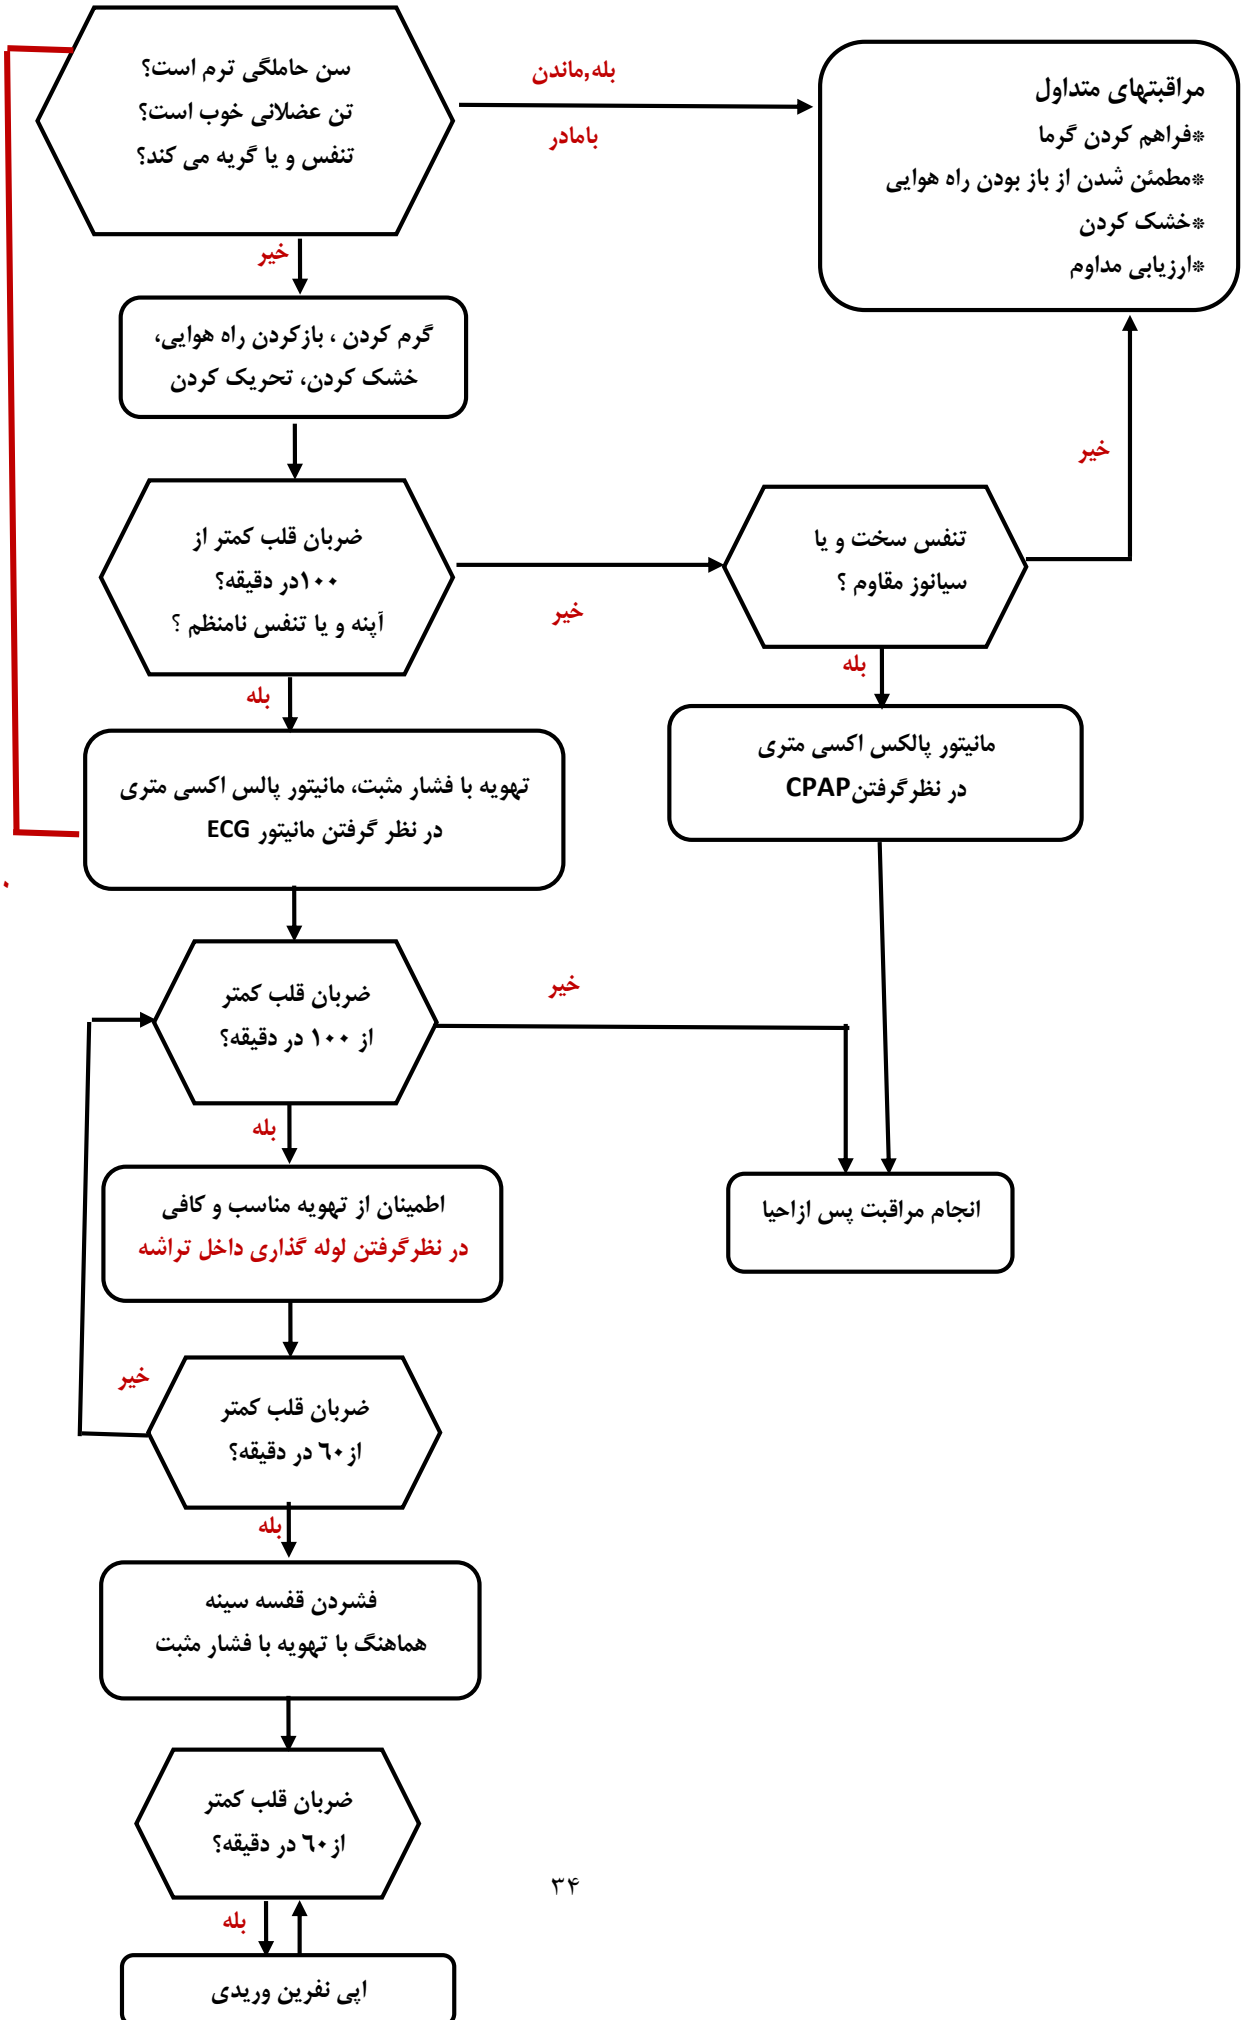 سن حاملگی ترم است؟
تن عضلانی خوب است؟
تنفس و یا گریه می کند؟
بله,ماندن
بامادر
مراقبتهای متداول
*فراهم کردن گرما
*مطمئن شدن از باز بودن راه هوایی
*خشک کردن
*ارزیابی مداوم
خیر
گرم کردن ، بازکردن راه هوایی،
خشک کردن، تحریک کردن
خیر
ضربان قلب کمتر از
۱۰۰در دقیقه؟
آپنه و یا تنفس نامنظم ؟
خیر
تنفس سخت و یا
سیانوز مقاوم ؟
بله
بله
تهویه با فشار مثبت، مانیتور پالس اکسی متری
در نظر گرفتن مانیتور ECG
مانیتور پالکس اکسی متری
در نظرگرفتنCPAP
ضربان قلب کمتر
از ۱۰۰ در دقیقه؟
خیر
بله
اطمینان از تهویه مناسب و کافی
در نظرگرفتن لوله گذاری داخل تراشه
انجام مراقبت پس ازاحیا
خیر
ضربان قلب کمتر
از٦٠ در دقیقه؟
بله
فشردن قفسه سینه
هماهنگ با تهویه با فشار مثبت
ضربان قلب کمتر
از٦٠ در دقیقه؟
۳۴
بله
اپی نفرین وریدی